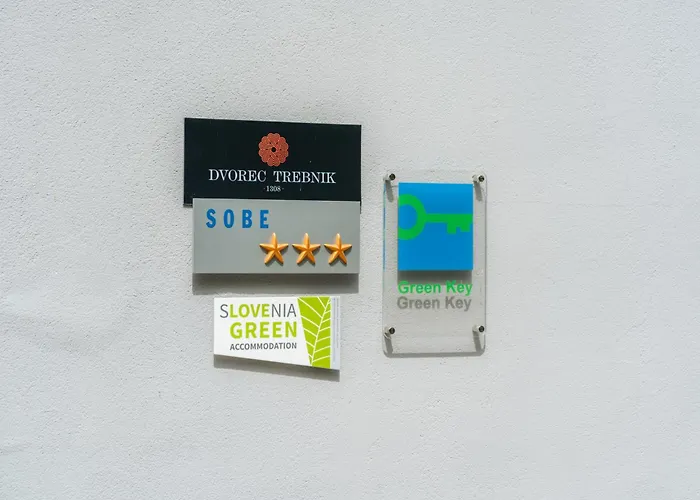 DVOREC TREBNIK
·1308·
SOBE
SLOVENIA
GREEN
ACCOMMODATION
Green Key
Green Key